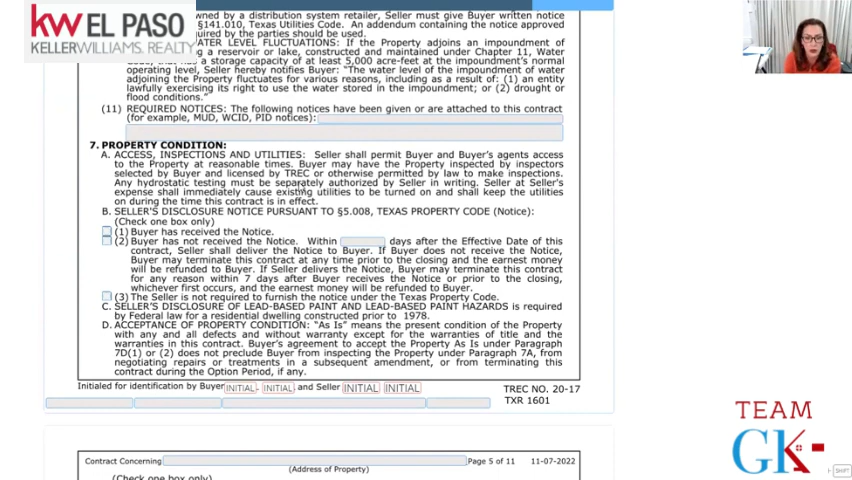 kw EL PASO
KELLERWILLIAMS. REALTY
owned by a distribution system retailer, Seller must give Buyer written notice
§141.010, Texas Utilities Code. An addendum containing the notice approved
required by the parties should be used.
WATER LEVEL FLUCTUATIONS: If the Property adjoins an impoundment of
a reservoir or lake, constructed and maintained under Chapter 11, Water
has a storage capacity of at least 5,000 acre-feet at the impoundment's normal
operating level, Seller hereby notifies Buyer: "The water level of the impoundment of water
adjoining the Property fluctuates for various reasons, including as a result of: (1) an entity
lawfully exercising its right to use the water stored in the impoundment; or (2) drought or
flood conditions."
(11) REQUIRED NOTICES: The following notices have been given or are attached to this contract
(for example, MUD, WCID, PID notices):
7. PROPERTY CONDITION:
A. ACCESS, INSPECTIONS AND UTILITIES: Seller shall permit Buyer and Buyer's agents access
to the Property at reasonable times. Buyer may have the Property inspected by inspectors
selected by Buyer and licensed by TREC or otherwise permitted by law to make inspections.
Any hydrostatic testing must be separately authorized by Seller in writing. Seller at Seller's
expense shall immediately cause existing utilities to be turned on and shall keep the utilities
on during the time this contract is in effect.
B. SELLER'S DISCLOSURE NOTICE PURSUANT TO §5.008, TEXAS PROPERTY CODE (Notice):
(Check one box only)
(1) Buyer has received the Notice.
(2) Buyer has not received the Notice. Within days after the Effective Date of this
contract, Seller shall deliver the Notice to Buyer. If Buyer does not receive the Notice,
Buyer may terminate this contract at any time prior to the closing and the earnest money
will be refunded to Buyer. If Seller delivers the Notice, Buyer may terminate this contract
for any reason within 7 days after Buyer receives the Notice or prior to the closing,
whichever first occurs, and the earnest money will be refunded to Buyer.
(3) The Seller is not required to furnish the notice under the Texas Property Code.
C. SELLER'S DISCLOSURE OF LEAD-BASED PAINT AND LEAD-BASED PAINT HAZARDS is required
by Federal law for a residential dwelling constructed prior to 1978.
D. ACCEPTANCE OF PROPERTY CONDITION: "As Is" means the present condition of the Property
with any and all defects and without warranty except for the warranties of title and the
warranties in this contract. Buyer's agreement to accept the Property As Is under Paragraph
7D(1) or (2) does not preclude Buyer from inspecting the Property under Paragraph 7A, from
negotiating repairs or treatments in a subsequent amendment, or from terminating this
contract during the Option Period, if any.
Initialed for identification by Buyer INITIAL INITIAL and Seller INITIAL INITIAL
TREC NO. 20-17
TXR 1601
Contract Concerning Page 5 of 11 11-07-2022
(Address of Property)
(Check one box only)
TEAM
GK
SHIFT